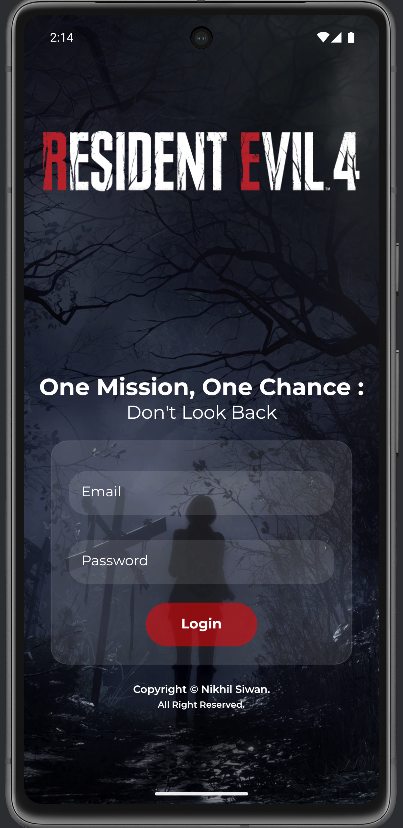 2:14
RESIDENT EVIL 4
One Mission, One Chance :
Don't Look Back
Email
Password
Login
Copyright © Nikhil Siwan.
All Right Reserved.